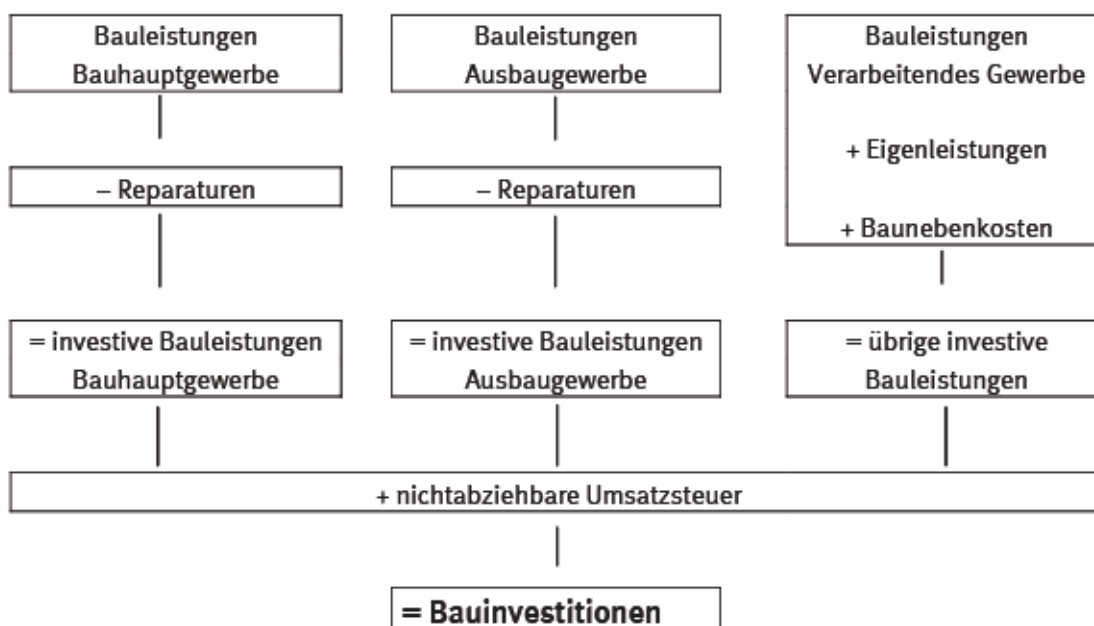 Bauleistungen
Bauhauptgewerbe
Bauleistungen
Ausbaugewerbe
Bauleistungen
Verarbeitendes Gewerbe
+ Eigenleistungen
+ Baunebenkosten
– Reparaturen
– Reparaturen
= investive Bauleistungen
Bauhauptgewerbe
= investive Bauleistungen
Ausbaugewerbe
= übrige investive
Bauleistungen
+ nichtabziehbare Umsatzsteuer
= Bauinvestitionen